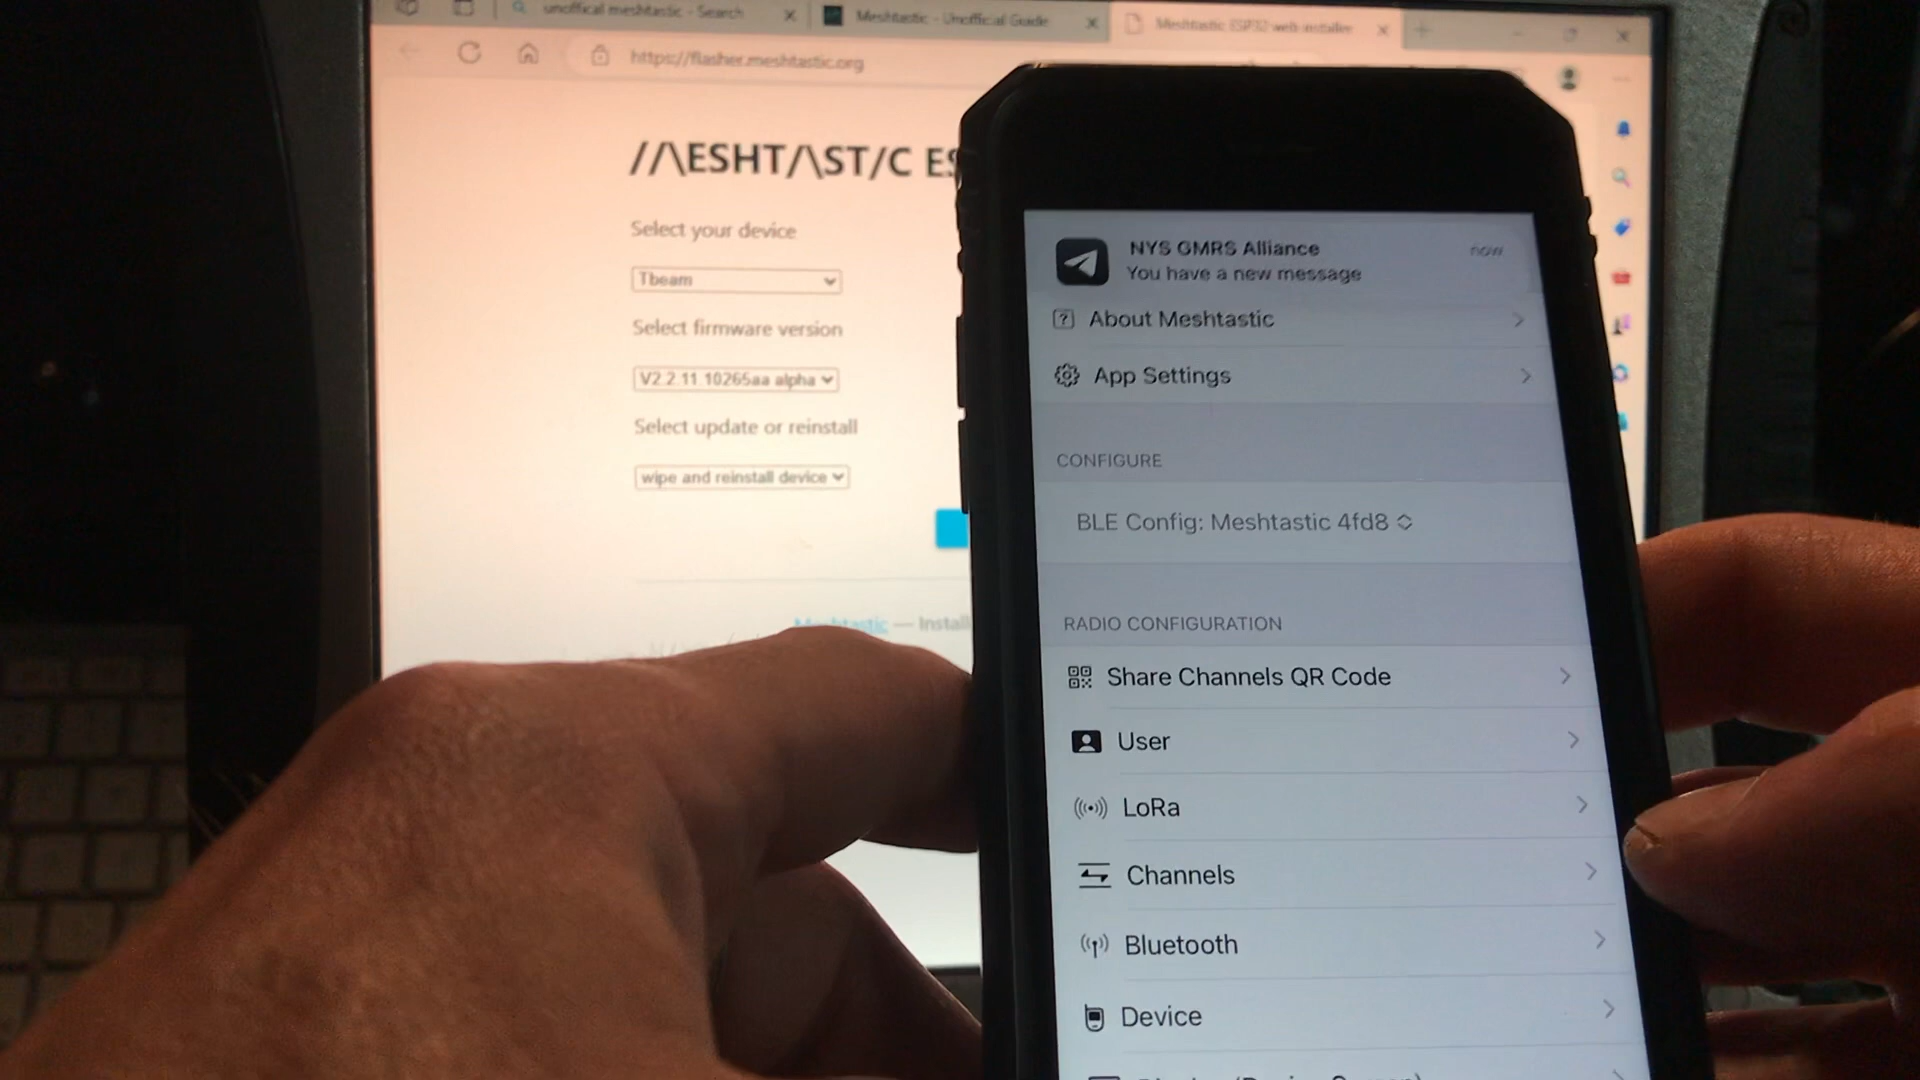 unoffical meshtastic - Search
Meshtastic - Unofficial Guide
Meshtastic ESP32 web installer
https://flasher.meshtastic.org
//\ESHT/\ST/C ES
Select your device
Tbeam
Select firmware version
V2.2.11.10265aa alpha
Select update or reinstall
wipe and reinstall device
Meshtastic — Install
NYS GMRS Alliance
now
You have a new message
About Meshtastic
App Settings
CONFIGURE
BLE Config: Meshtastic 4fd8
RADIO CONFIGURATION
Share Channels QR Code
User
LoRa
Channels
Bluetooth
Device